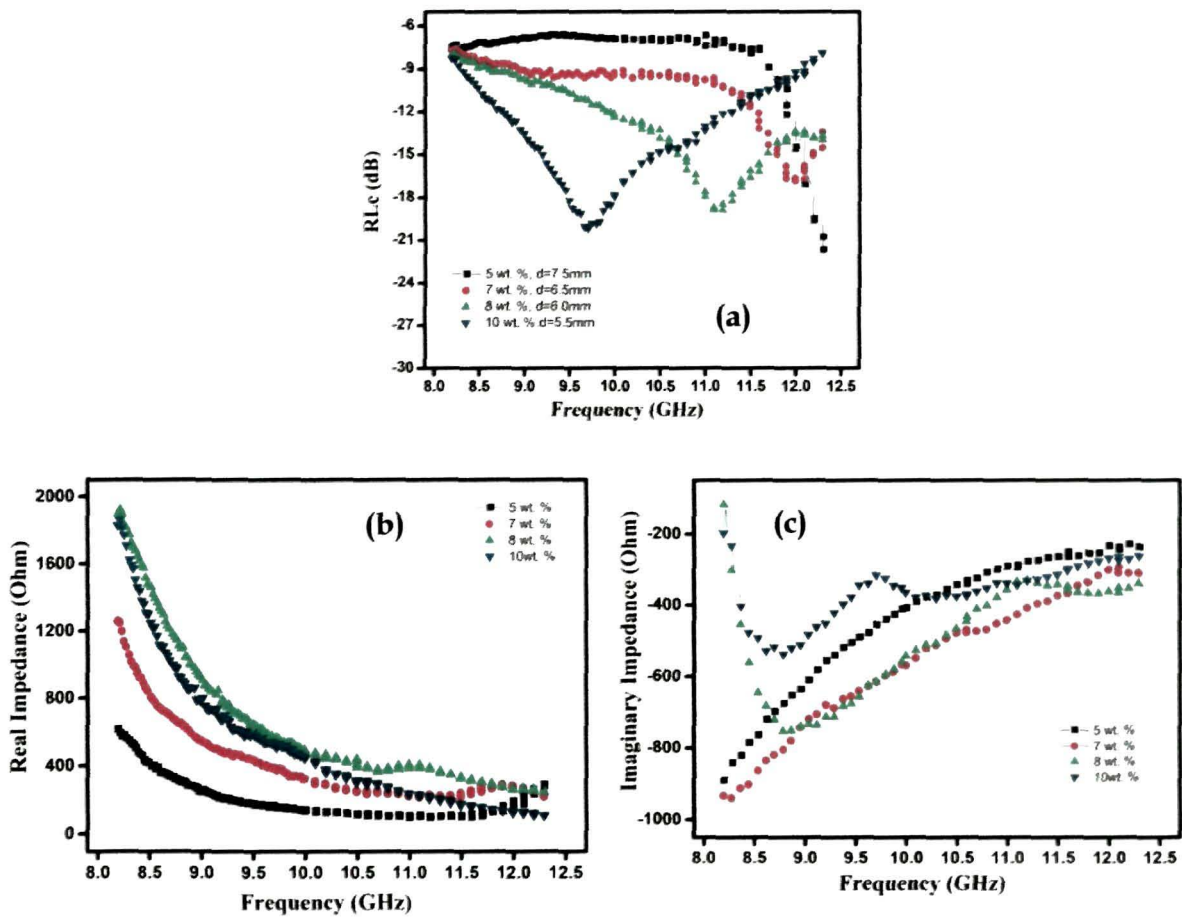 -6
-9
-12
-15
-18
-21
-24
-27
-30
RLc (dB)
5 wt. %, d=7.5mm
7 wt. %, d=6.5mm
8 wt. %, d=6.0mm
10 wt. % d=5.5mm
(a)
8.0 8.5 9.0 9.5 10.0 10.5 11.0 11.5 12.0 12.5
Frequency (GHz)
2000
1600
1200
800
400
0
Real Impedance (Ohm)
(b)
5 wt. %
7 wt. %
8 wt. %
10wt. %
8.0 8.5 9.0 9.5 10.0 10.5 11.0 11.5 12.0 12.5
Frequency (GHz)
-200
-400
-600
-800
-1000
Imaginary Impedance (Ohm)
(c)
5 wt. %
7 wt. %
8 wt. %
10wt. %
8.0 8.5 9.0 9.5 10.0 10.5 11.0 11.5 12.0 12.5
Frequency (GHz)